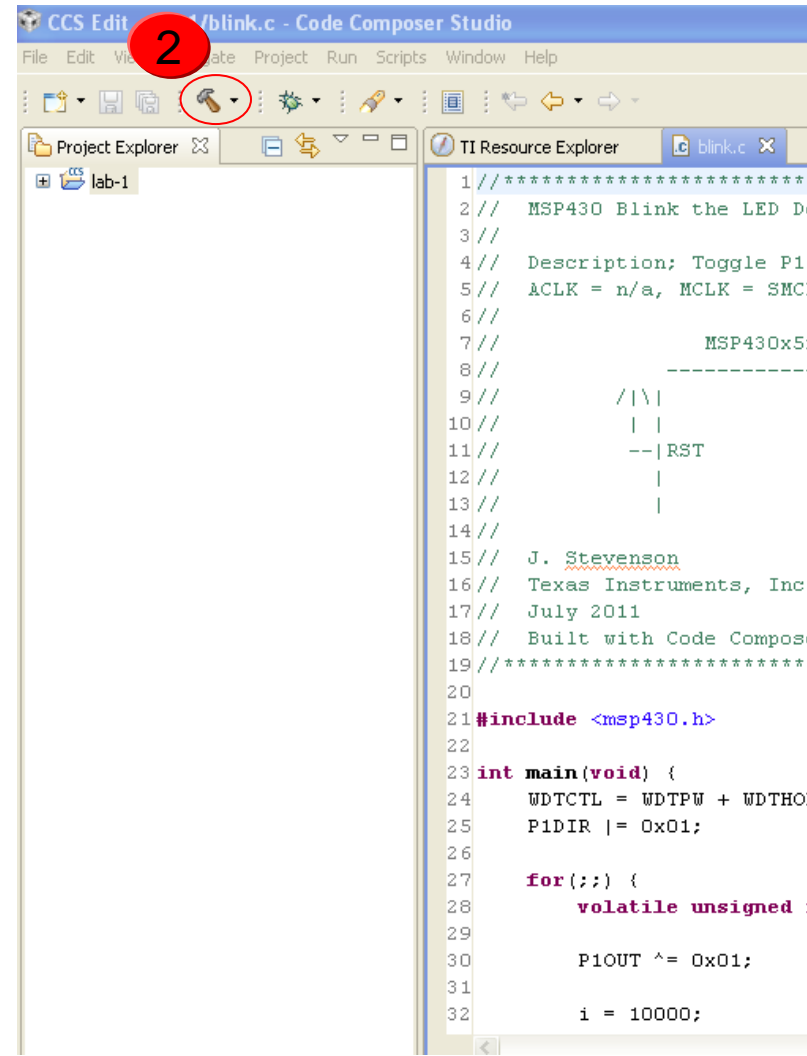 CCS Edit 1/blink.c - Code Composer Studio
2
File Edit Vie ate Project Run Scripts Window Help
Project Explorer
TI Resource Explorer
.c blink.c
CCS lab-1
1//************************
2// MSP430 Blink the LED D
3//
4// Description; Toggle P1
5// ACLK = n/a, MCLK = SMC
6//
7// MSP430x5
8// -----------
9// /|\|
10// | |
11// --|RST
12// |
13// |
14//
15// J. Stevenson
16// Texas Instruments, Inc
17// July 2011
18// Built with Code Compos
19//************************
20
21#include <msp430.h>
22
23int main(void) {
24 WDTCTL = WDTPW + WDTHO
25 P1DIR |= 0x01;
26
27 for(;;) {
28 volatile unsigned
29
30 P1OUT ^= 0x01;
31
32 i = 10000;